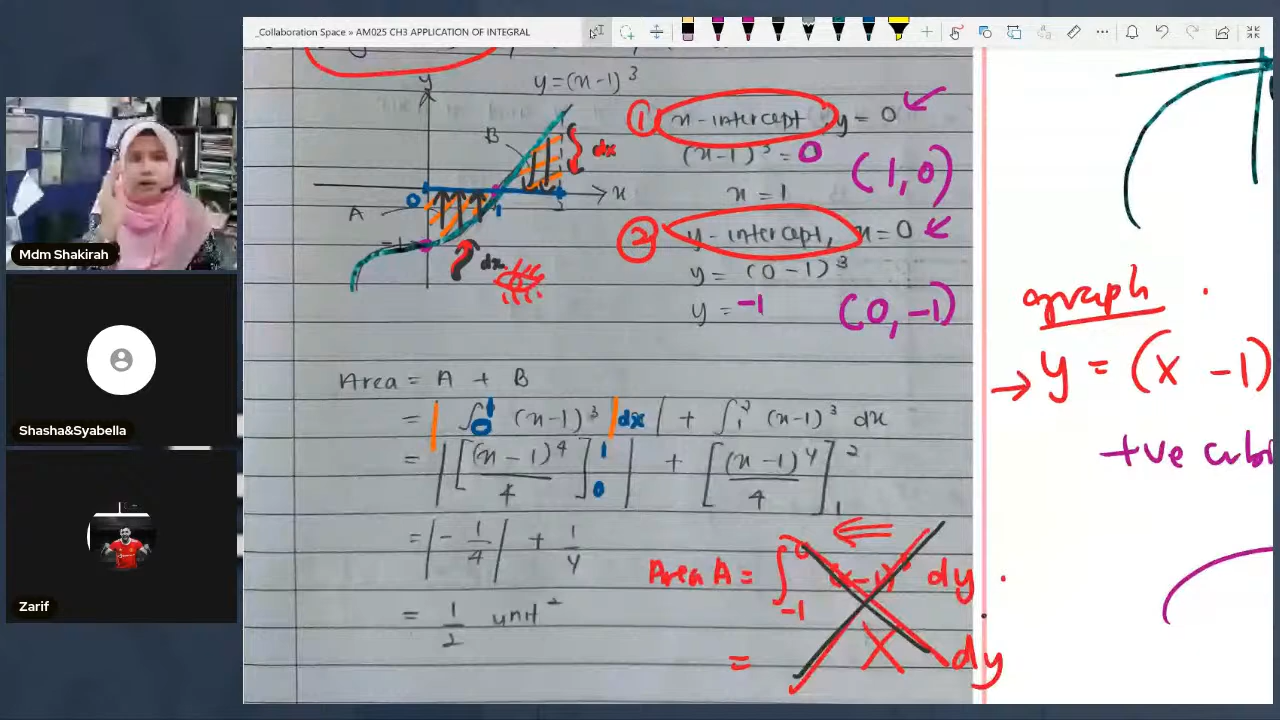 _Collaboration Space » AM025 CH3 APPLICATION OF INTEGRAL
y = (x-1)³
y
B
dx
x
0
1
2
A
-1
dx
① x-intercept, y = 0
(x-1)³ = 0
(1,0)
x = 1
② y-intercept, x = 0
y = (0-1)³
y = -1
(0,-1)
Area = A + B
= | ∫₀¹ (x-1)³ | dx | + ∫₁² (x-1)³ dx
= | [(x-1)⁴/4]₀¹ | + [(x-1)⁴/4]₁²
= | -1/4 | + 1/4
= 1/2 unit²
Area A = ∫₋₁⁰ dy
= dy
graph
→ y = (x -1)
+ve cubi
Mdm Shakirah
Shasha&Syabella
Zarif